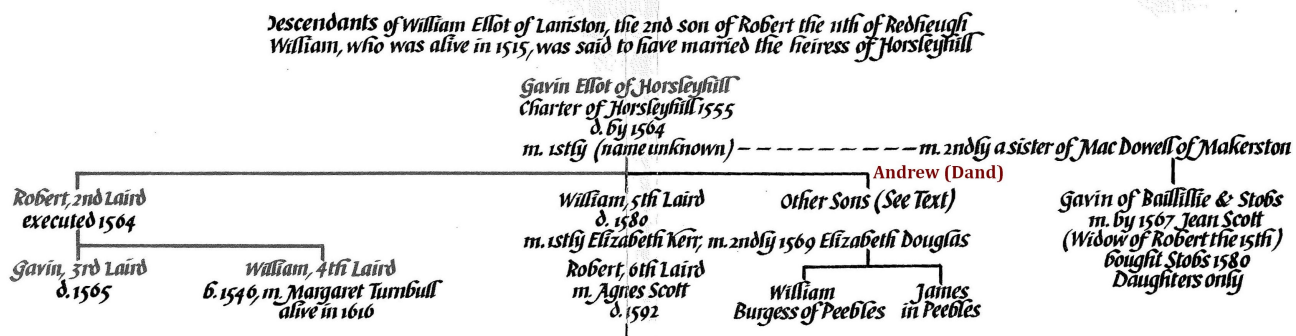 Descendants of William Ellot of Larriston, the 2nd son of Robert the 11th of Redheugh
William, who was alive in 1515, was said to have married the heiress of Horsleyhill
Gavin Ellot of Horsleyhill
Charter of Horsleyhill 1555
d. by 1564
m. 1stly (name unknown) – – – – – – – – – – m. 2ndly a sister of Mac Dowell of Makerston
Andrew (Dand)
Robert, 2nd Laird
executed 1564
William, 5th Laird
d. 1580
m. 1stly Elizabeth Kerr, m. 2ndly 1569 Elizabeth Douglas
Other Sons (See Text)
Gavin of Baillillie & Stobs
m. by 1567 Jean Scott
(Widow of Robert the 15th)
bought Stobs 1580
Daughters only
Gavin, 3rd Laird
d. 1565
William, 4th Laird
b. 1546, m. Margaret Turnbull
alive in 1616
Robert, 6th Laird
m. Agnes Scott
d. 1592
William
Burgess of Peebles
James
in Peebles